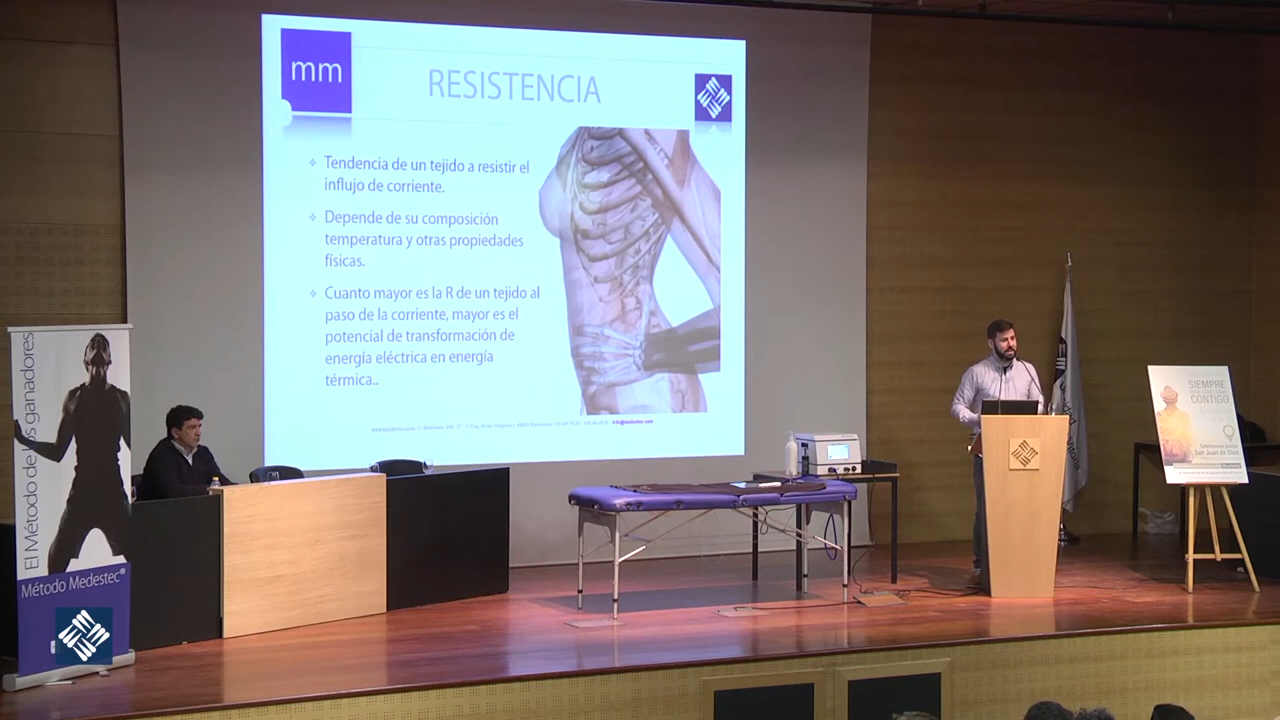 mm
RESISTENCIA
Tendencia de un tejido a resistir el
influjo de corriente.
Depende de su composición
temperatura y otras propiedades
físicas.
Cuanto mayor es la R de un tejido al
paso de la corriente, mayor es el
potencial de transformación de
energía eléctrica en energía
térmica..
El Método de los ganadores
Método Medestec®
SIEMPRE
CONTIGO
San Juan de Dios